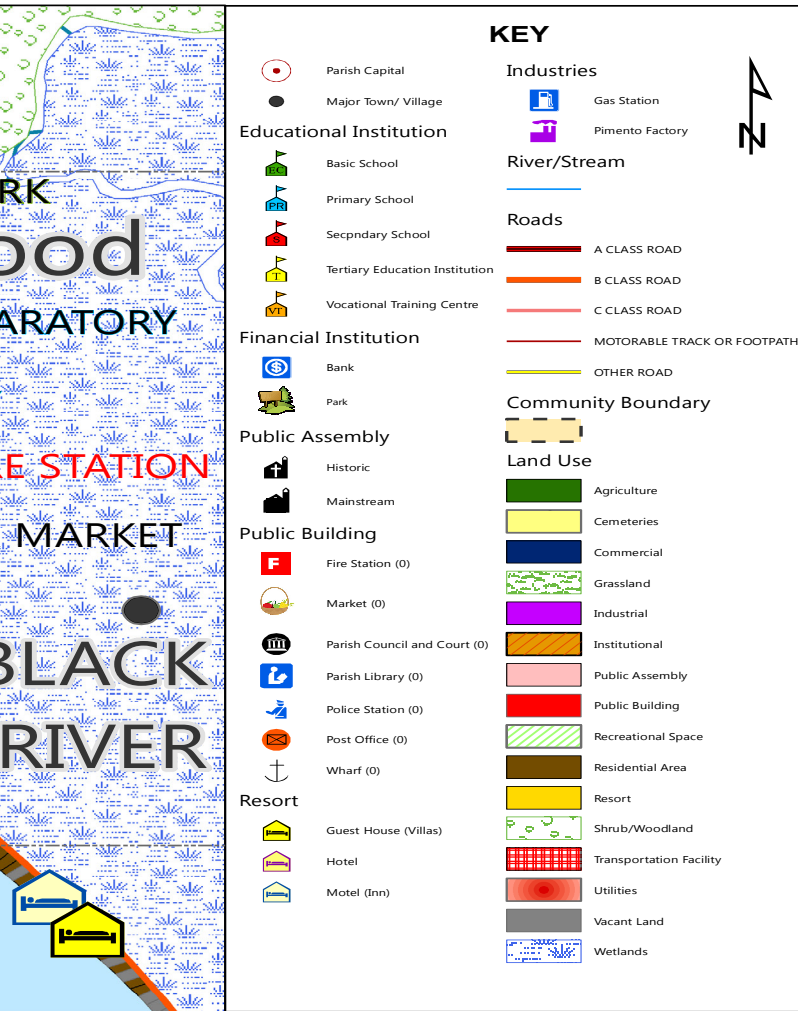 RK
ood
ARATORY
E STATION
MARKET
BLACK
RIVER
KEY
Parish Capital
Major Town/ Village
Educational Institution
EC Basic School
PR Primary School
S Secpndary School
T Tertiary Education Institution
VT Vocational Training Centre
Financial Institution
$ Bank
Park
Public Assembly
Historic
Mainstream
Public Building
F Fire Station (0)
Market (0)
Parish Council and Court (0)
Parish Library (0)
Police Station (0)
Post Office (0)
Wharf (0)
Resort
Guest House (Villas)
Hotel
Motel (Inn)
Industries
Gas Station
Pimento Factory
River/Stream
Roads
A CLASS ROAD
B CLASS ROAD
C CLASS ROAD
MOTORABLE TRACK OR FOOTPATH
OTHER ROAD
Community Boundary
Land Use
Agriculture
Cemeteries
Commercial
Grassland
Industrial
Institutional
Public Assembly
Public Building
Recreational Space
Residential Area
Resort
Shrub/Woodland
Transportation Facility
Utilities
Vacant Land
Wetlands
N